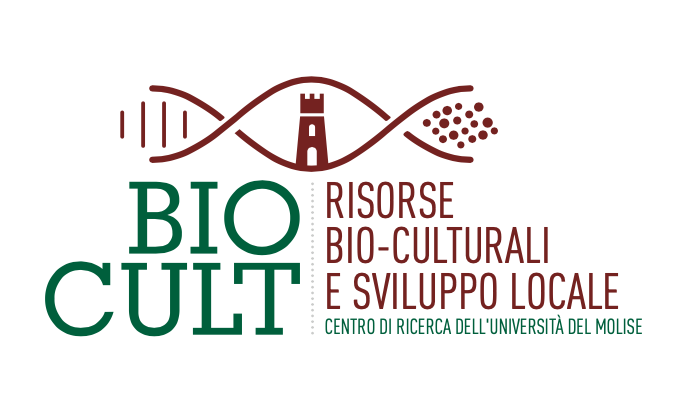 BIO
CULT
RISORSE
BIO-CULTURALI
E SVILUPPO LOCALE
CENTRO DI RICERCA DELL'UNIVERSITÀ DEL MOLISE